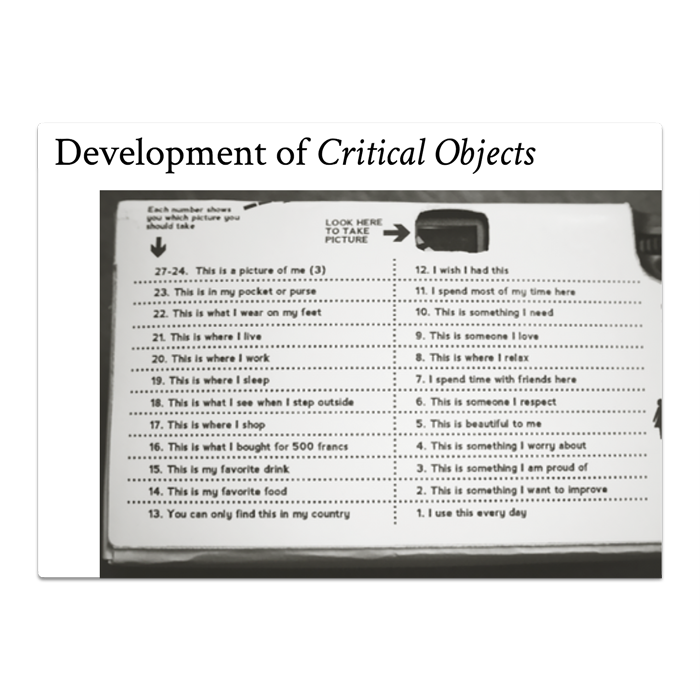 Development of Critical Objects
Each number shows
you which picture you
should take
LOOK HERE
TO TAKE
PICTURE
27-24. This is a picture of me (3)
23. This is in my pocket or purse
22. This is what I wear on my feet
21. This is where I live
20. This is where I work
19. This is where I sleep
18. This is what I see when I step outside
17. This is where I shop
16. This is what I bought for 500 francs
15. This is my favorite drink
14. This is my favorite food
13. You can only find this in my country
12. I wish I had this
11. I spend most of my time here
10. This is something I need
9. This is someone I love
8. This is where I relax
7. I spend time with friends here
6. This is someone I respect
5. This is beautiful to me
4. This is something I worry about
3. This is something I am proud of
2. This is something I want to improve
1. I use this every day